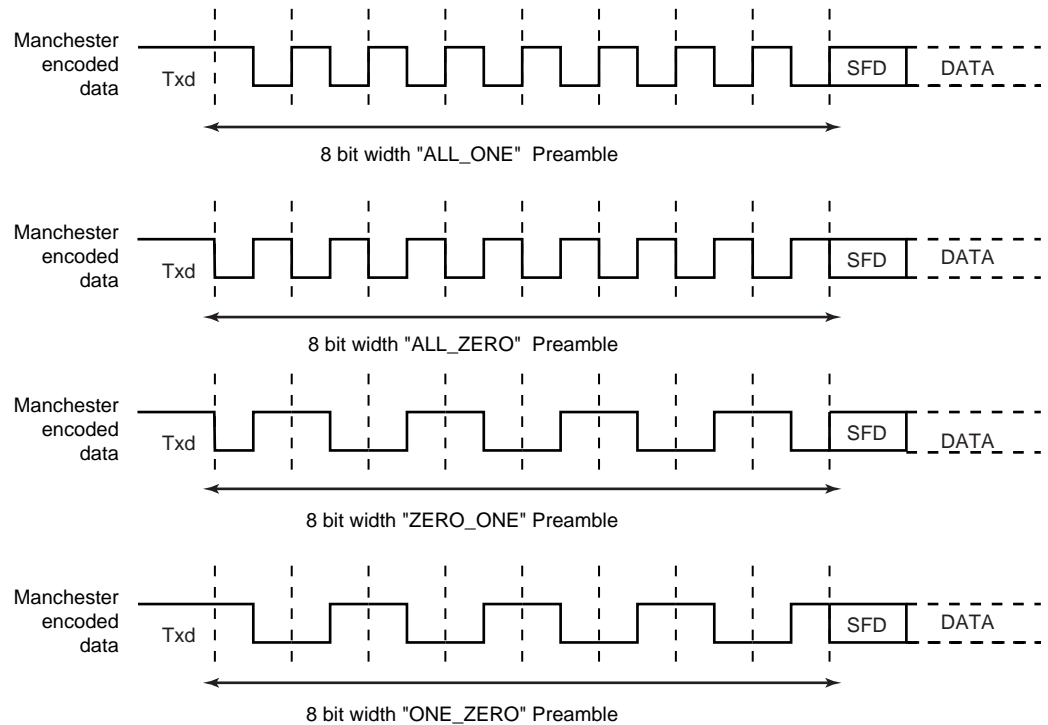 Manchester
encoded
data
Txd
SFD
DATA
8 bit width "ALL_ONE" Preamble
Manchester
encoded
data
Txd
SFD
DATA
8 bit width "ALL_ZERO" Preamble
Manchester
encoded
data
Txd
SFD
DATA
8 bit width "ZERO_ONE" Preamble
Manchester
encoded
data
Txd
SFD
DATA
8 bit width "ONE_ZERO" Preamble